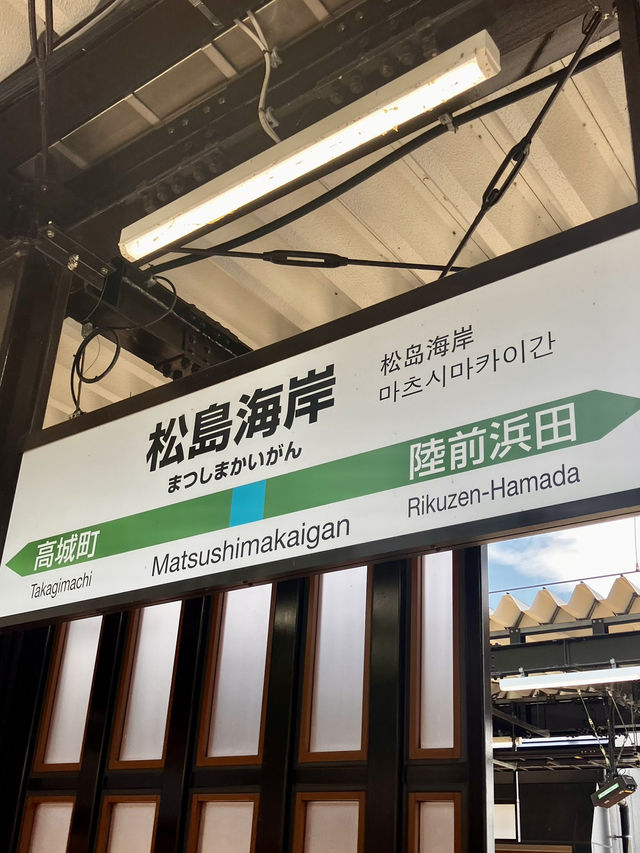 松島海岸
まつしまかいがん
松岛海岸
마츠시마카이간
高城町
陸前浜田
Takagimachi
Matsushimakaigan
Rikuzen-Hamada